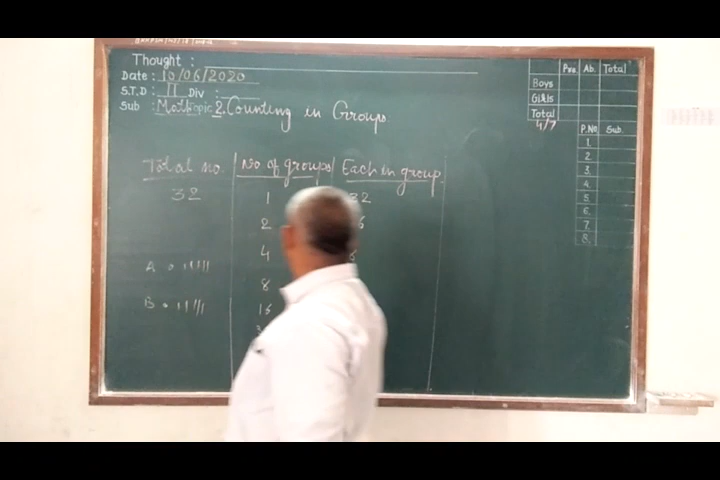 Thought :
Date : 10/06/2020
S.T.D : II Div :
Sub : Math Topic 2. Counting in Groups.
Total no. No of groups Each in group.
32 1 32
2 6
4
8
16
3
A
B
Pre. Ab. Total
Boys
Girls
Total
4/7
P.No. Sub.
1.
2.
3.
4.
5.
6.
7.
8.